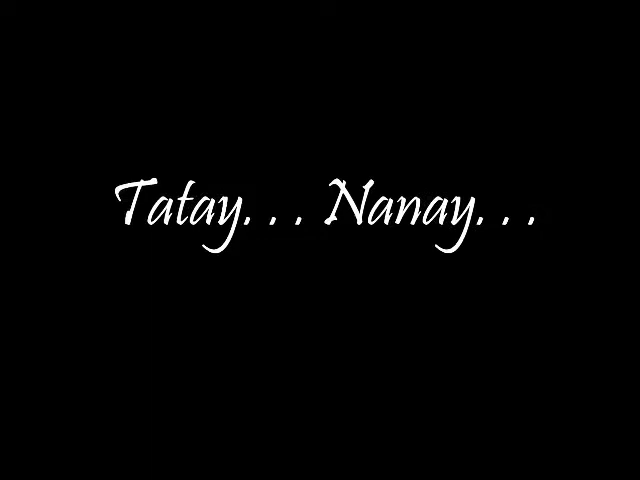 Tatay. . . Nanay. . .